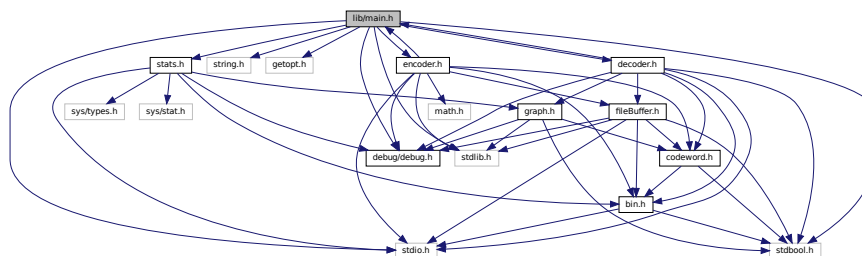 lib/main.h
stats.h
string.h
getopt.h
encoder.h
decoder.h
sys/types.h
sys/stat.h
math.h
graph.h
fileBuffer.h
debug/debug.h
stdlib.h
codeword.h
bin.h
stdio.h
stdbool.h